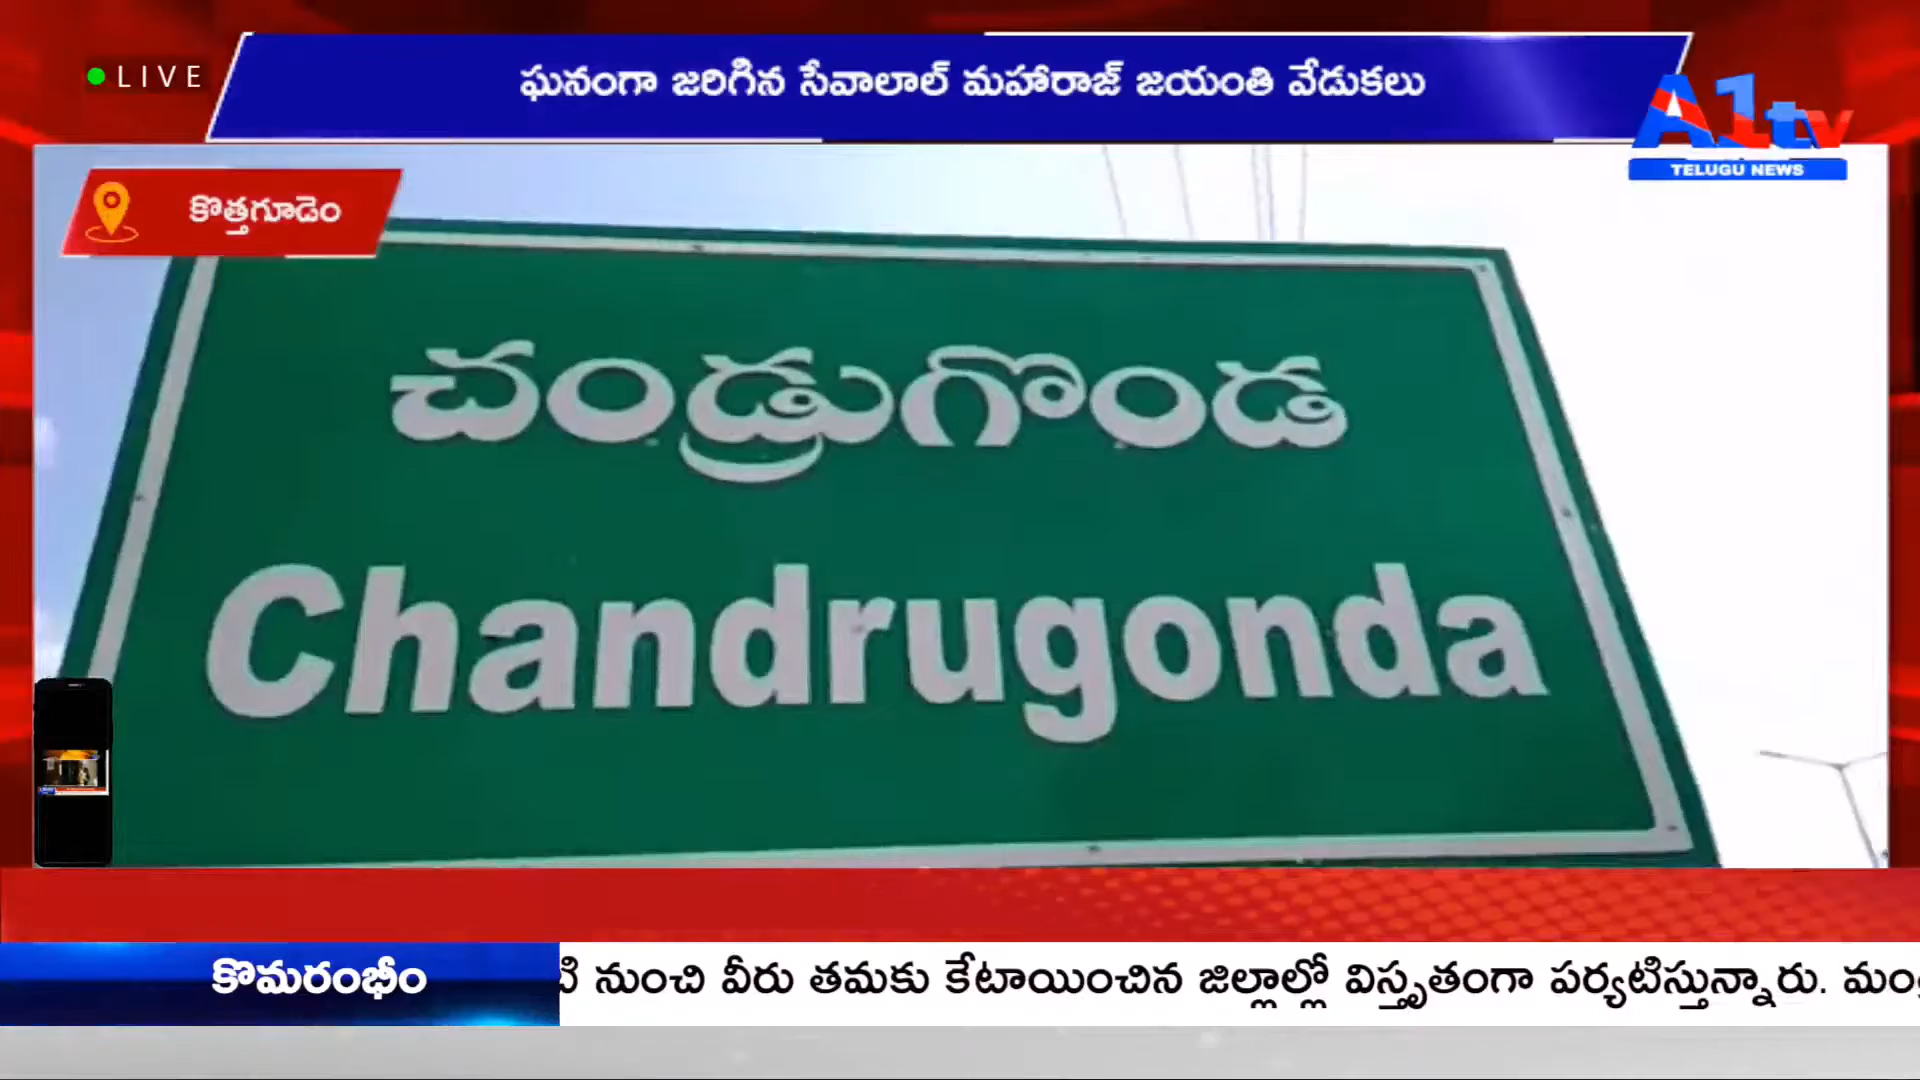 LIVE
ఘనంగా జరిగిన సేవాలాల్ మహారాజ్ జయంతి వేడుకలు
A1tv
TELUGU NEWS
కొత్తగూడెం
చండ్రుగొండ
Chandrugonda
కొమరంభీం
నుంచి వీరు తమకు కేటాయించిన జిల్లాల్లో విస్తృతంగా పర్యటిస్తున్నారు.